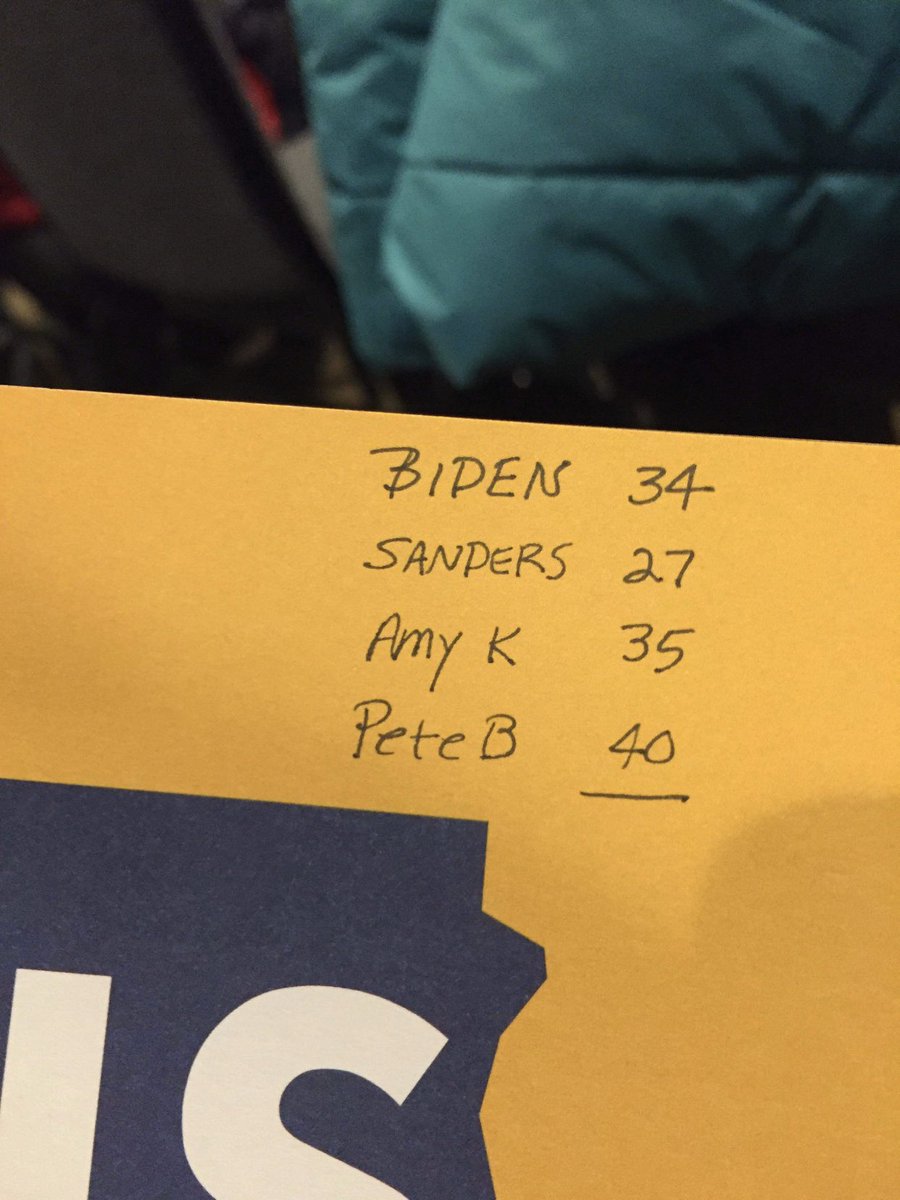 BIDEN 34
SANDERS 27
Amy K 35
Pete B 40
IS